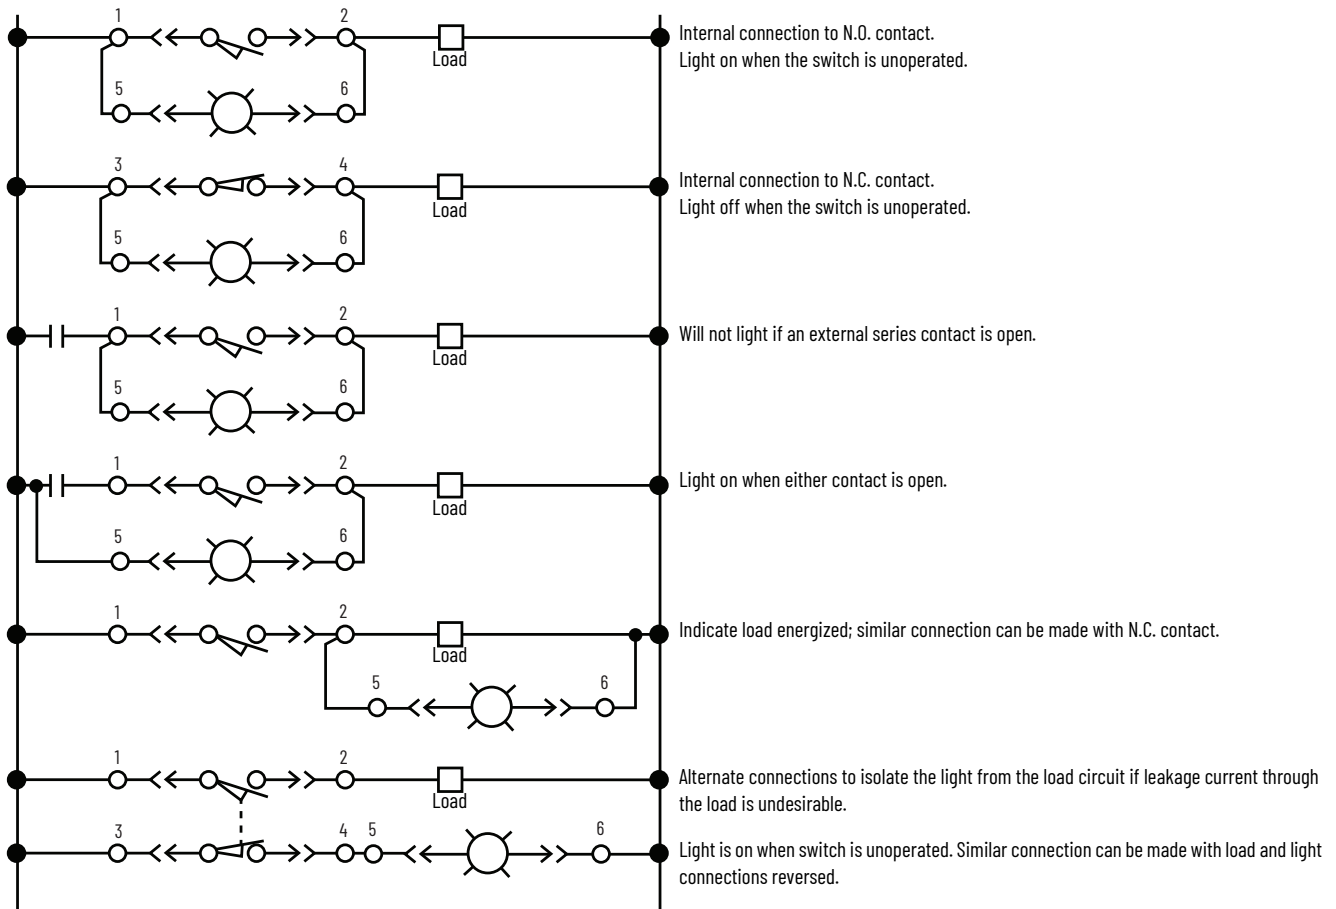 1 2
Internal connection to N.O. contact.
Load
Light on when the switch is unoperated.
5 6
3 4
Internal connection to N.C. contact.
Load
Light off when the switch is unoperated.
5 6
1 2
Will not light if an external series contact is open.
Load
5 6
1 2
Light on when either contact is open.
Load
5 6
1 2
Indicate load energized; similar connection can be made with N.C. contact.
Load
5 6
1 2
Alternate connections to isolate the light from the load circuit if leakage current through
Load
the load is undesirable.
3 4 5 6
Light is on when switch is unoperated. Similar connection can be made with load and light
connections reversed.